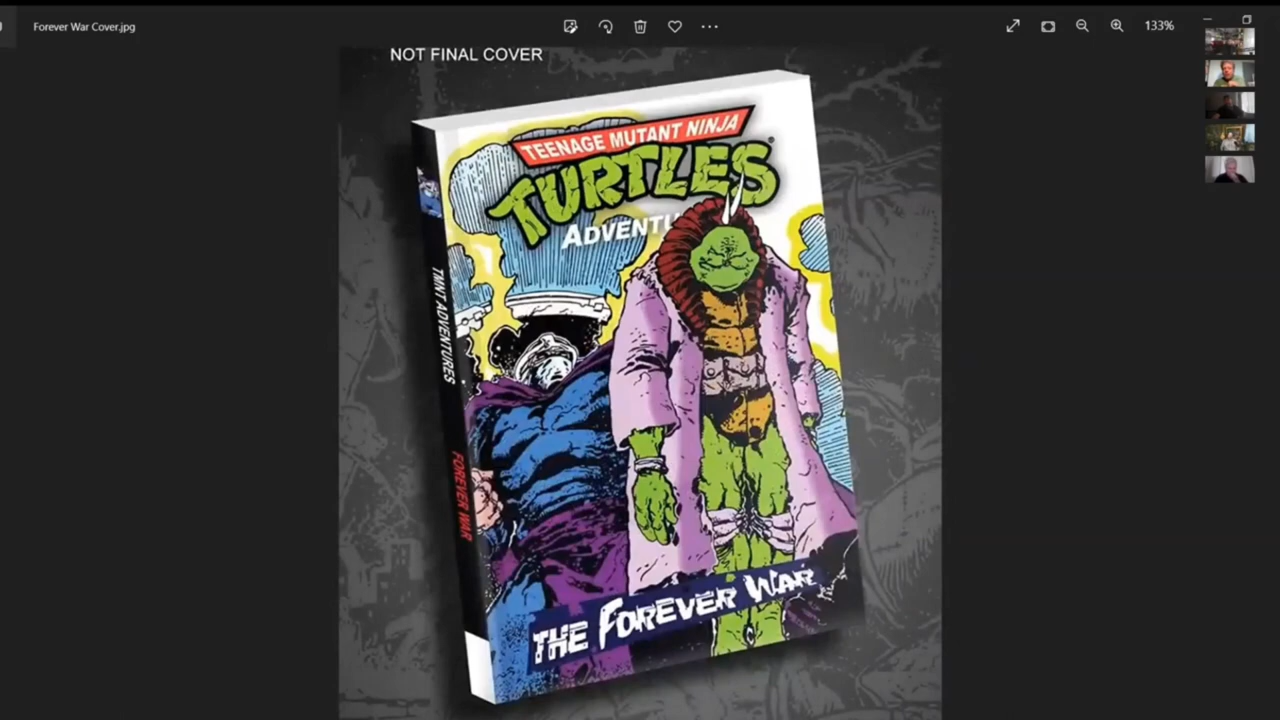 Forever War Cover.jpg
133%
NOT FINAL COVER
TEENAGE MUTANT NINJA
TURTLES
ADVENTU
TMNT ADVENTURES
FOREVER WAR
THE FOREVER WAR